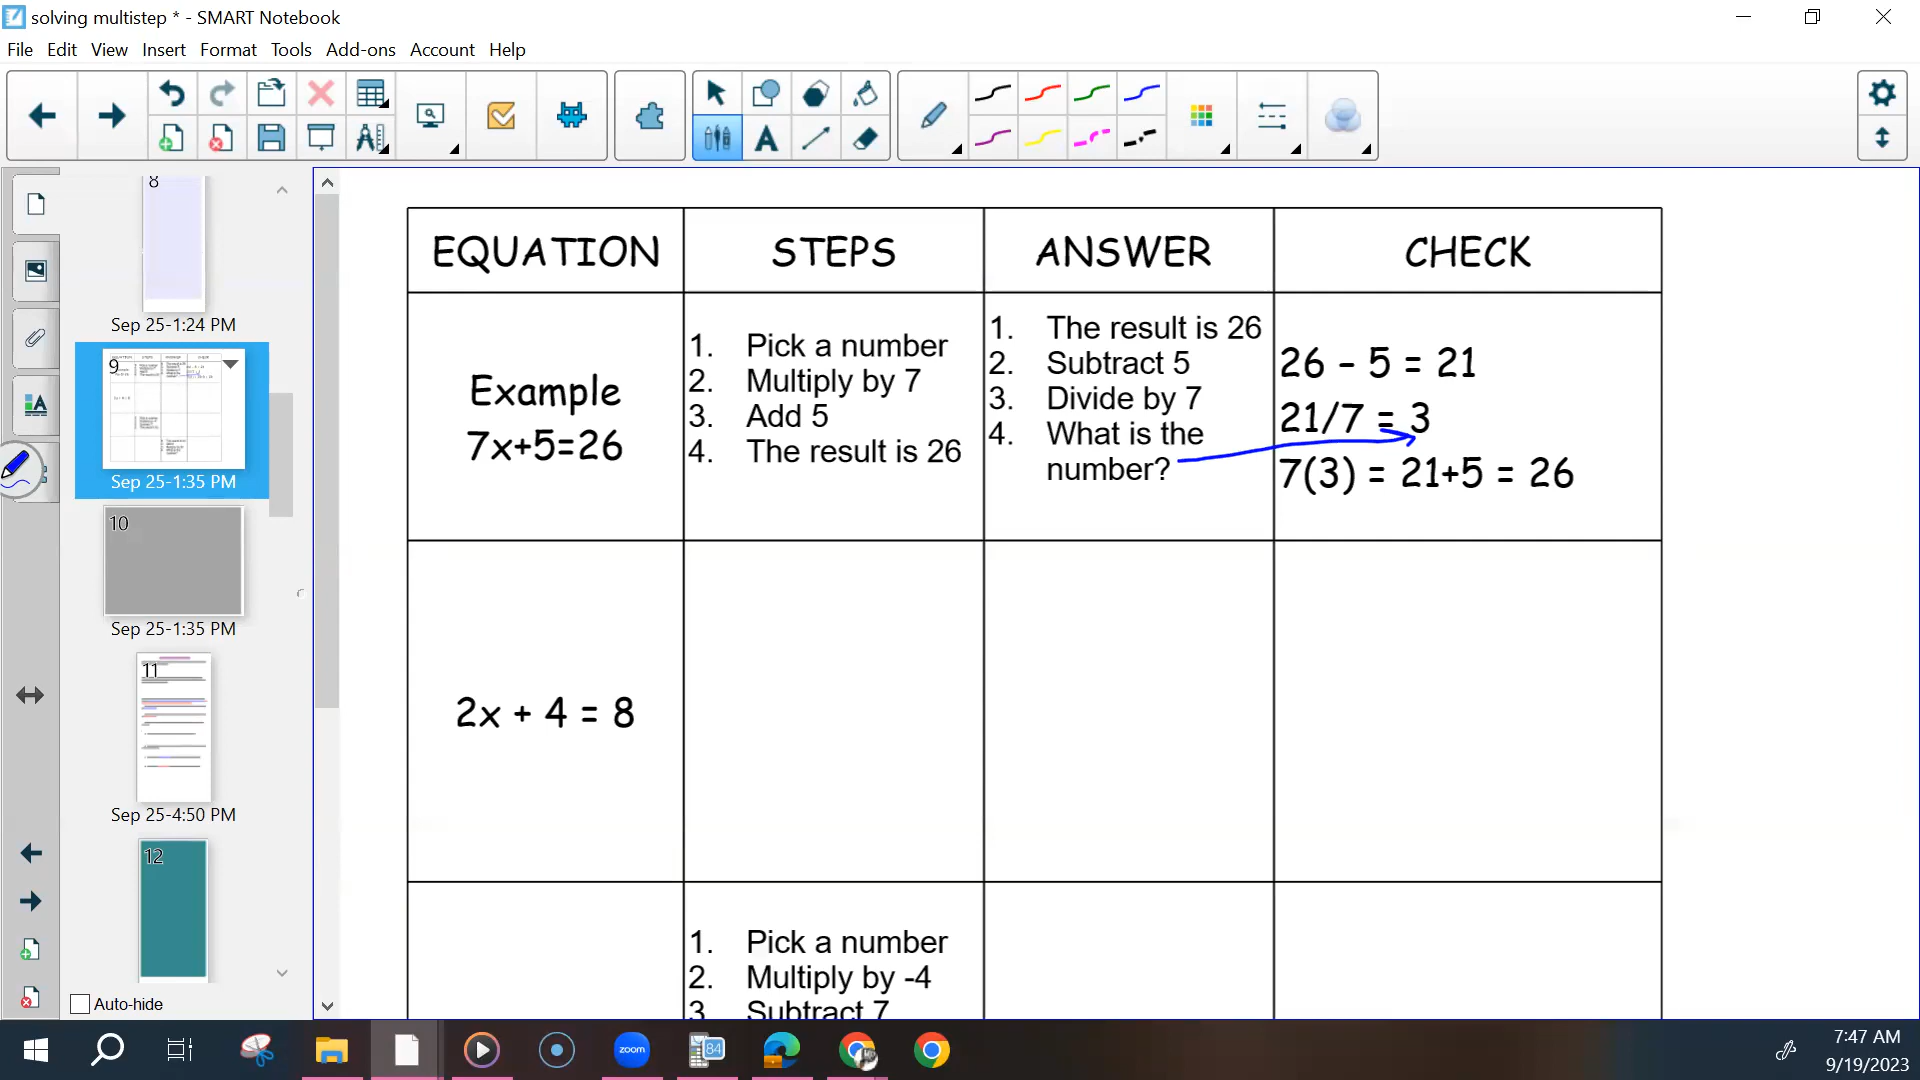 solving multistep * - SMART Notebook
File Edit View Insert Format Tools Add-ons Account Help
8
Sep 25-1:24 PM
9
Sep 25-1:35 PM
10
Sep 25-1:35 PM
11
Sep 25-4:50 PM
12
Auto-hide
EQUATION STEPS ANSWER CHECK
Example
7x+5=26
1. Pick a number
2. Multiply by 7
3. Add 5
4. The result is 26
1. The result is 26
2. Subtract 5
3. Divide by 7
4. What is the
number?
26 - 5 = 21
21/7 = 3
7(3) = 21+5 = 26
2x + 4 = 8
1. Pick a number
2. Multiply by -4
3. Subtract 7
zoom
84
7:47 AM
9/19/2023